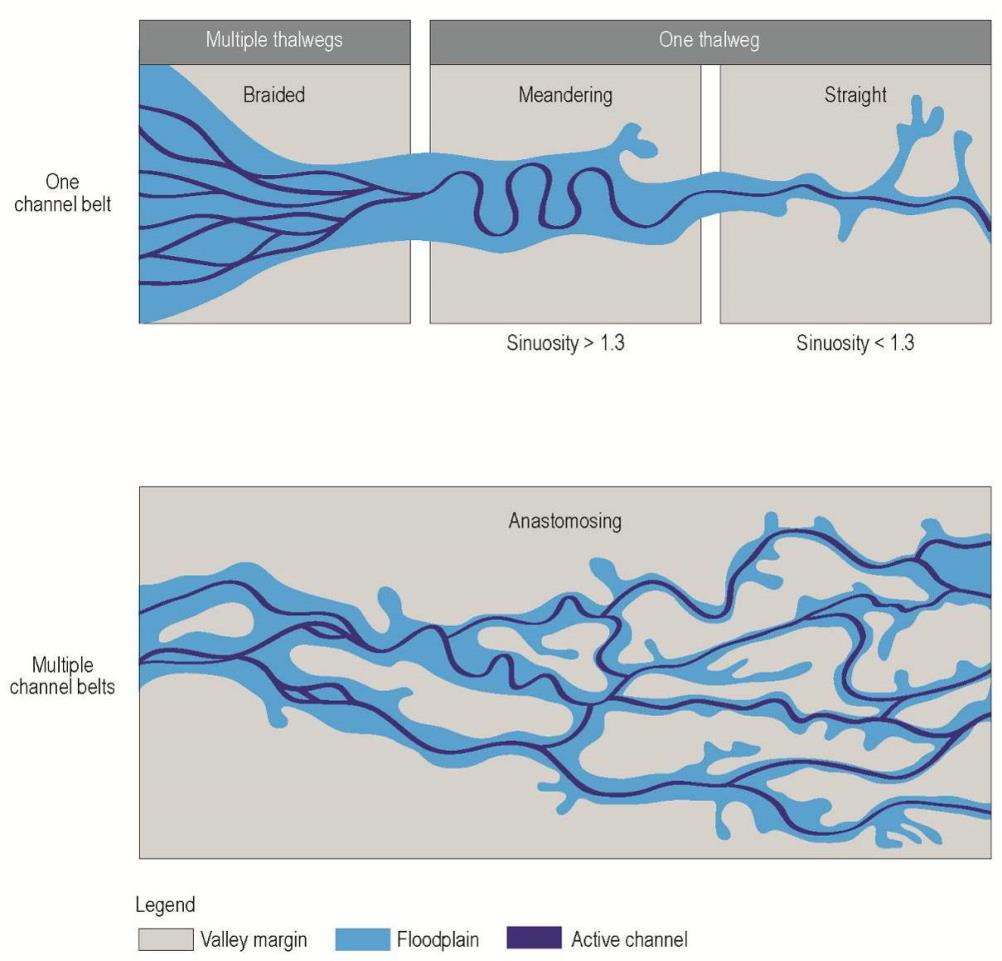 Multiple thalwegs
One thalweg
Braided
Meandering
Straight
One
channel belt
Sinuosity > 1.3
Sinuosity < 1.3
Anastomosing
Multiple
channel belts
Legend
Valley margin
Floodplain
Active channel